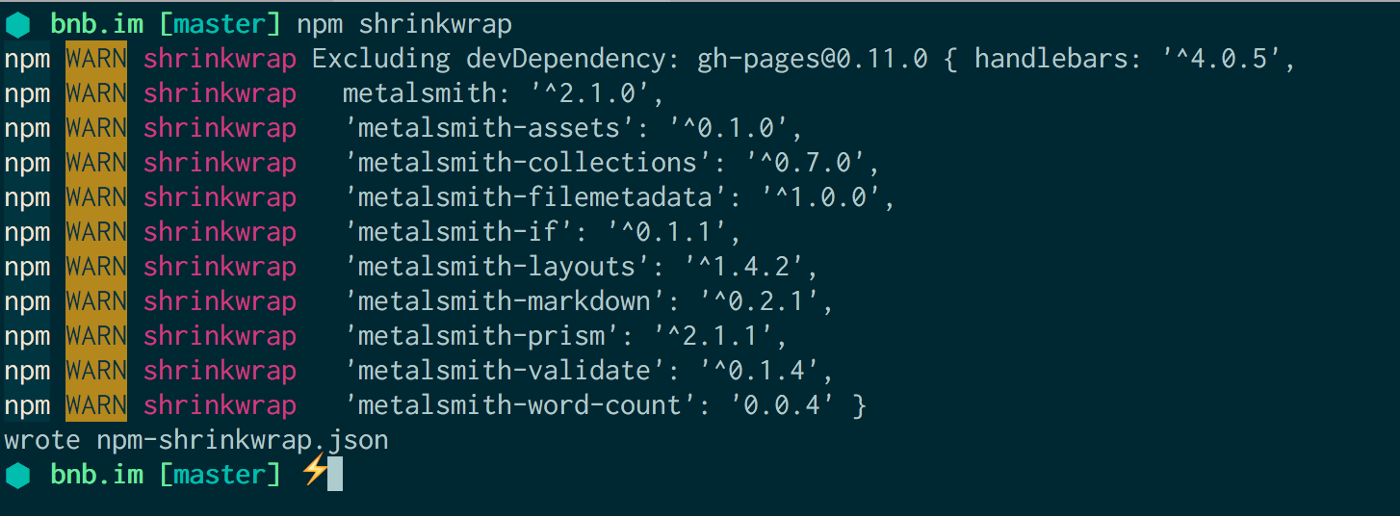 bnb.im [master] npm shrinkwrap
npm WARN shrinkwrap Excluding devDependency: gh-pages@0.11.0 { handlebars: '^4.0.5',
npm WARN shrinkwrap   metalsmith: '^2.1.0',
npm WARN shrinkwrap   'metalsmith-assets': '^0.1.0',
npm WARN shrinkwrap   'metalsmith-collections': '^0.7.0',
npm WARN shrinkwrap   'metalsmith-filemetadata': '^1.0.0',
npm WARN shrinkwrap   'metalsmith-if': '^0.1.1',
npm WARN shrinkwrap   'metalsmith-layouts': '^1.4.2',
npm WARN shrinkwrap   'metalsmith-markdown': '^0.2.1',
npm WARN shrinkwrap   'metalsmith-prism': '^2.1.1',
npm WARN shrinkwrap   'metalsmith-validate': '^0.1.4',
npm WARN shrinkwrap   'metalsmith-word-count': '0.0.4' }
wrote npm-shrinkwrap.json
bnb.im [master] ⚡